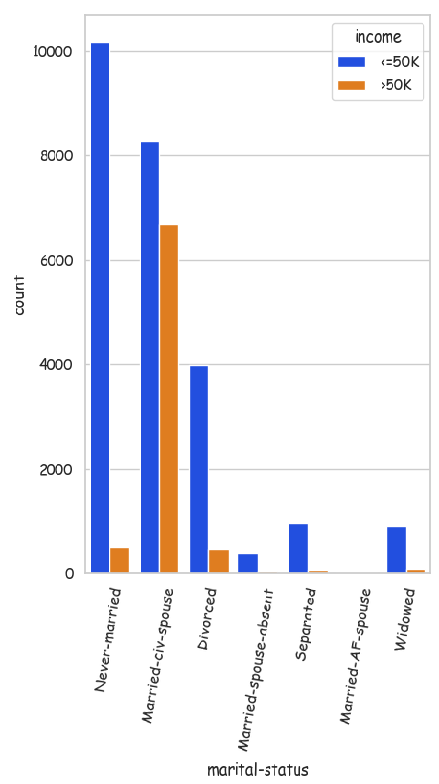 income
<=50K
>50K
10000
8000
6000
4000
2000
0
count
Never-married
Married-civ-spouse
Divorced
Married-spouse-absent
Separated
Married-AF-spouse
Widowed
marital-status